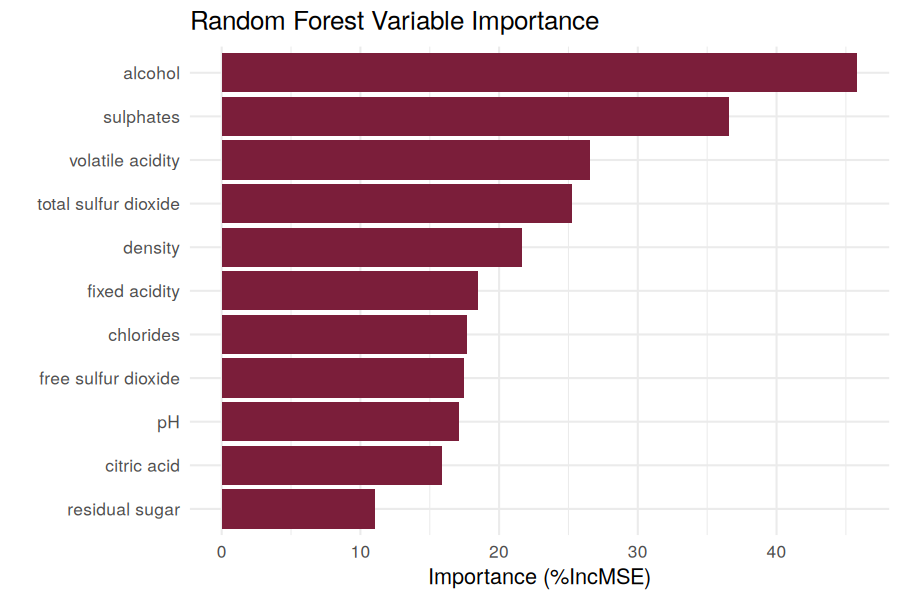 Random Forest Variable Importance
alcohol
sulphates
volatile acidity
total sulfur dioxide
density
fixed acidity
chlorides
free sulfur dioxide
pH
citric acid
residual sugar
0 10 20 30 40
Importance (%IncMSE)